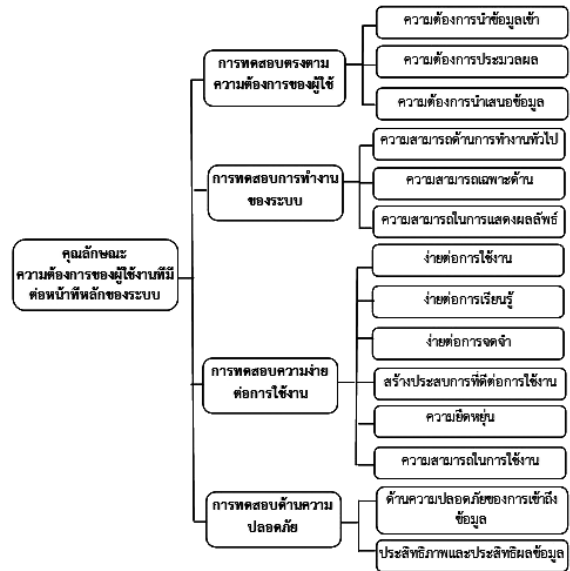 คุณลักษณะ
ความต้องการของผู้ใช้งานที่มี
ต่อหน้าที่หลักของระบบ
การทดสอบตรงตาม
ความต้องการของผู้ใช้
ความต้องการนำข้อมูลเข้า
ความต้องการประมวลผล
ความต้องการนำเสนอข้อมูล
การทดสอบการทำงาน
ของระบบ
ความสามารถด้านการทำงานทั่วไป
ความสามารถเฉพาะด้าน
ความสามารถในการแสดงผลลัพธ์
การทดสอบความง่าย
ต่อการใช้งาน
ง่ายต่อการใช้งาน
ง่ายต่อการเรียนรู้
ง่ายต่อการจดจำ
สร้างประสบการที่ดีต่อการใช้งาน
ความยืดหยุ่น
ความสามารถในการใช้งาน
การทดสอบด้านความ
ปลอดภัย
ด้านความปลอดภัยของการเข้าถึง
ข้อมูล
ประสิทธิภาพและประสิทธิผลข้อมูล